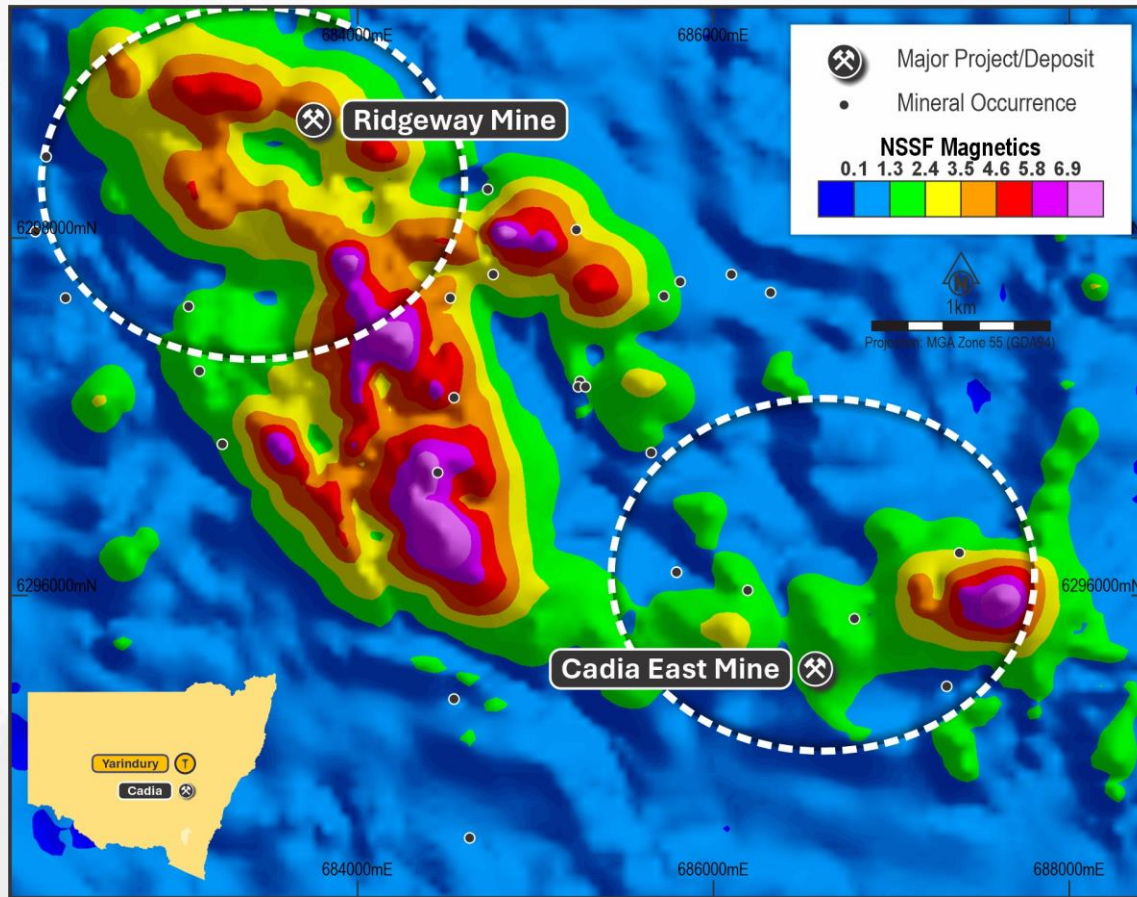 684000mE
686000mE
Major Project/Deposit
Mineral Occurrence
NSSF Magnetics
0.1 1.3 2.4 3.5 4.6 5.8 6.9
Ridgeway Mine
6298000mN
N
1km
Projection: MGA Zone 55 (GDA94)
6296000mN
6296000mN
Cadia East Mine
Yarindury
Cadia
684000mE
686000mE
688000mE